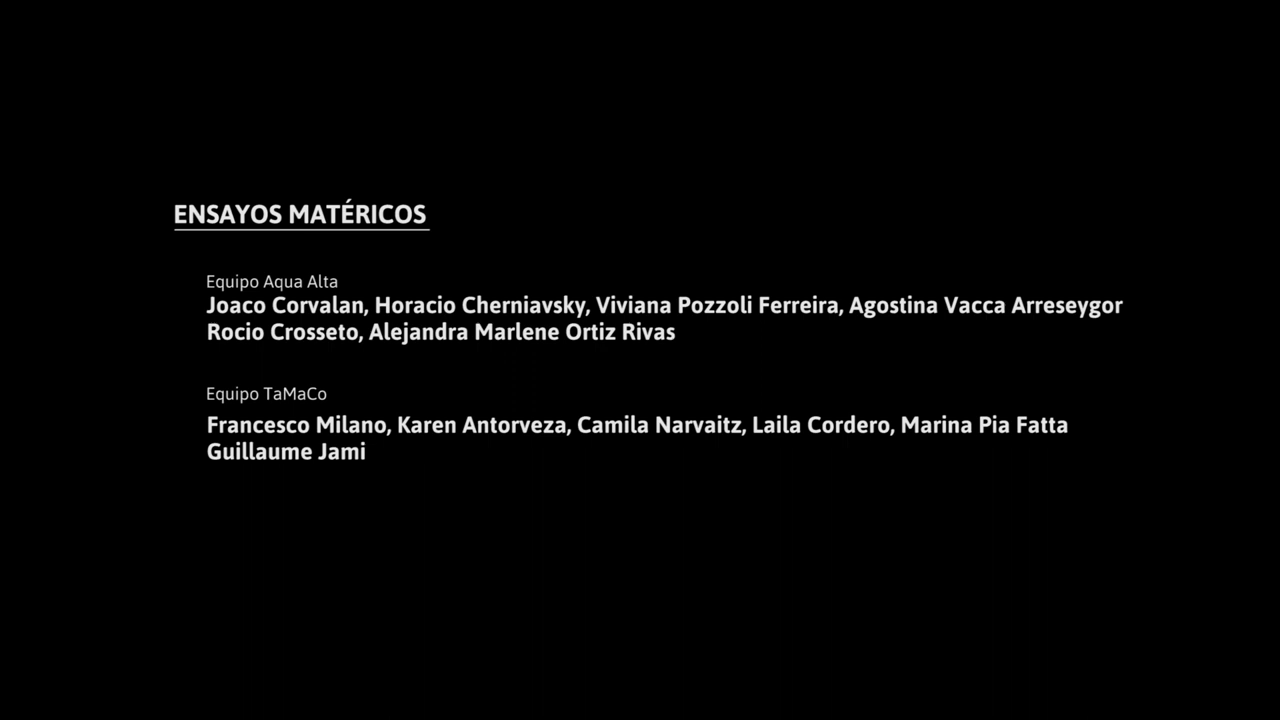 ENSAYOS MATÉRICOS
Equipo Aqua Alta
Joaco Corvalan, Horacio Cherniavsky, Viviana Pozzoli Ferreira, Agostina Vacca Arreseygor
Rocio Crosseto, Alejandra Marlene Ortiz Rivas
Equipo TaMaCo
Francesco Milano, Karen Antorveza, Camila Narvaitz, Laila Cordero, Marina Pia Fatta
Guillaume Jami